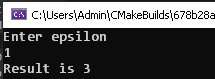 C:\Users\Admin\CMakeBuilds\678b28a
Enter epsilon
1
Result is 3